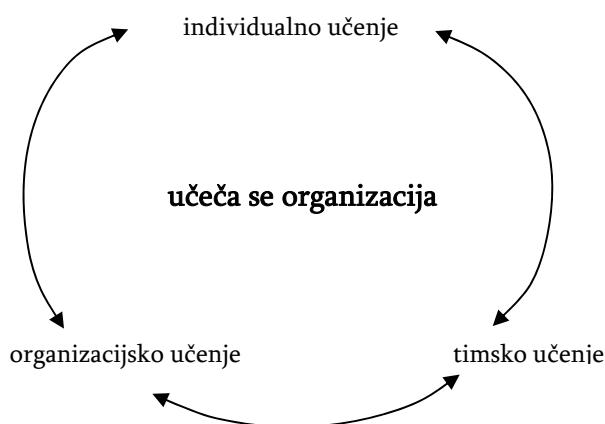 individualno učenje
učeča se organizacija
organizacijsko učenje
timsko učenje